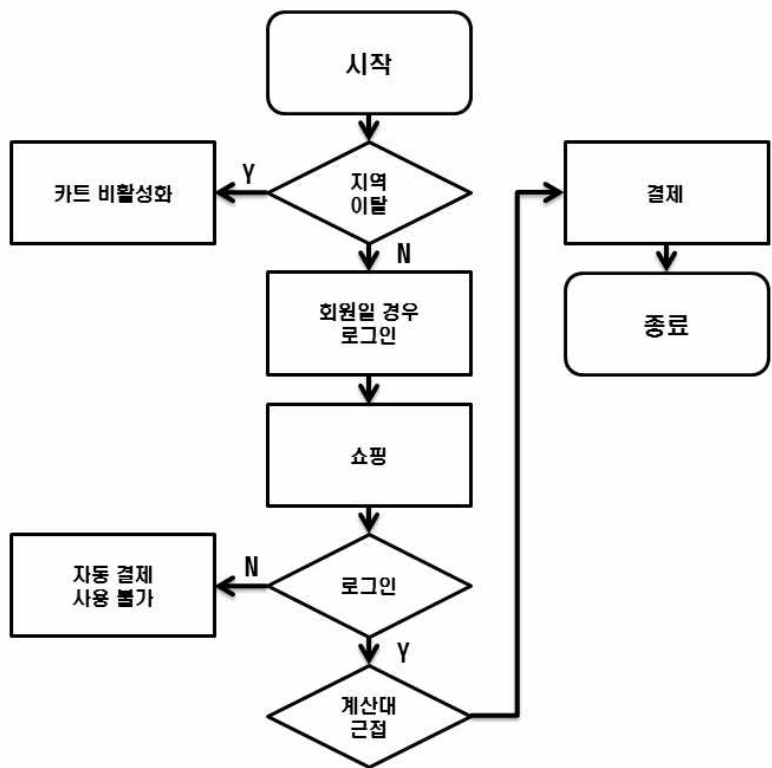 시작
Y
지역
이탈
카트 비활성화
N
회원일 경우
로그인
쇼핑
로그인
N
자동 결제
사용 불가
Y
계산대
근접
결제
종료